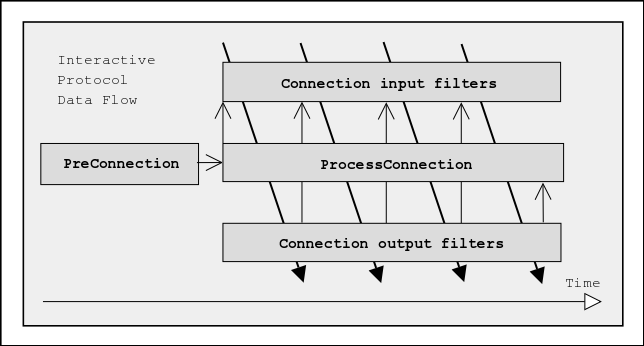 Interactive
Protocol
Data Flow
Connection input filters
PreConnection
ProcessConnection
Connection output filters
Time